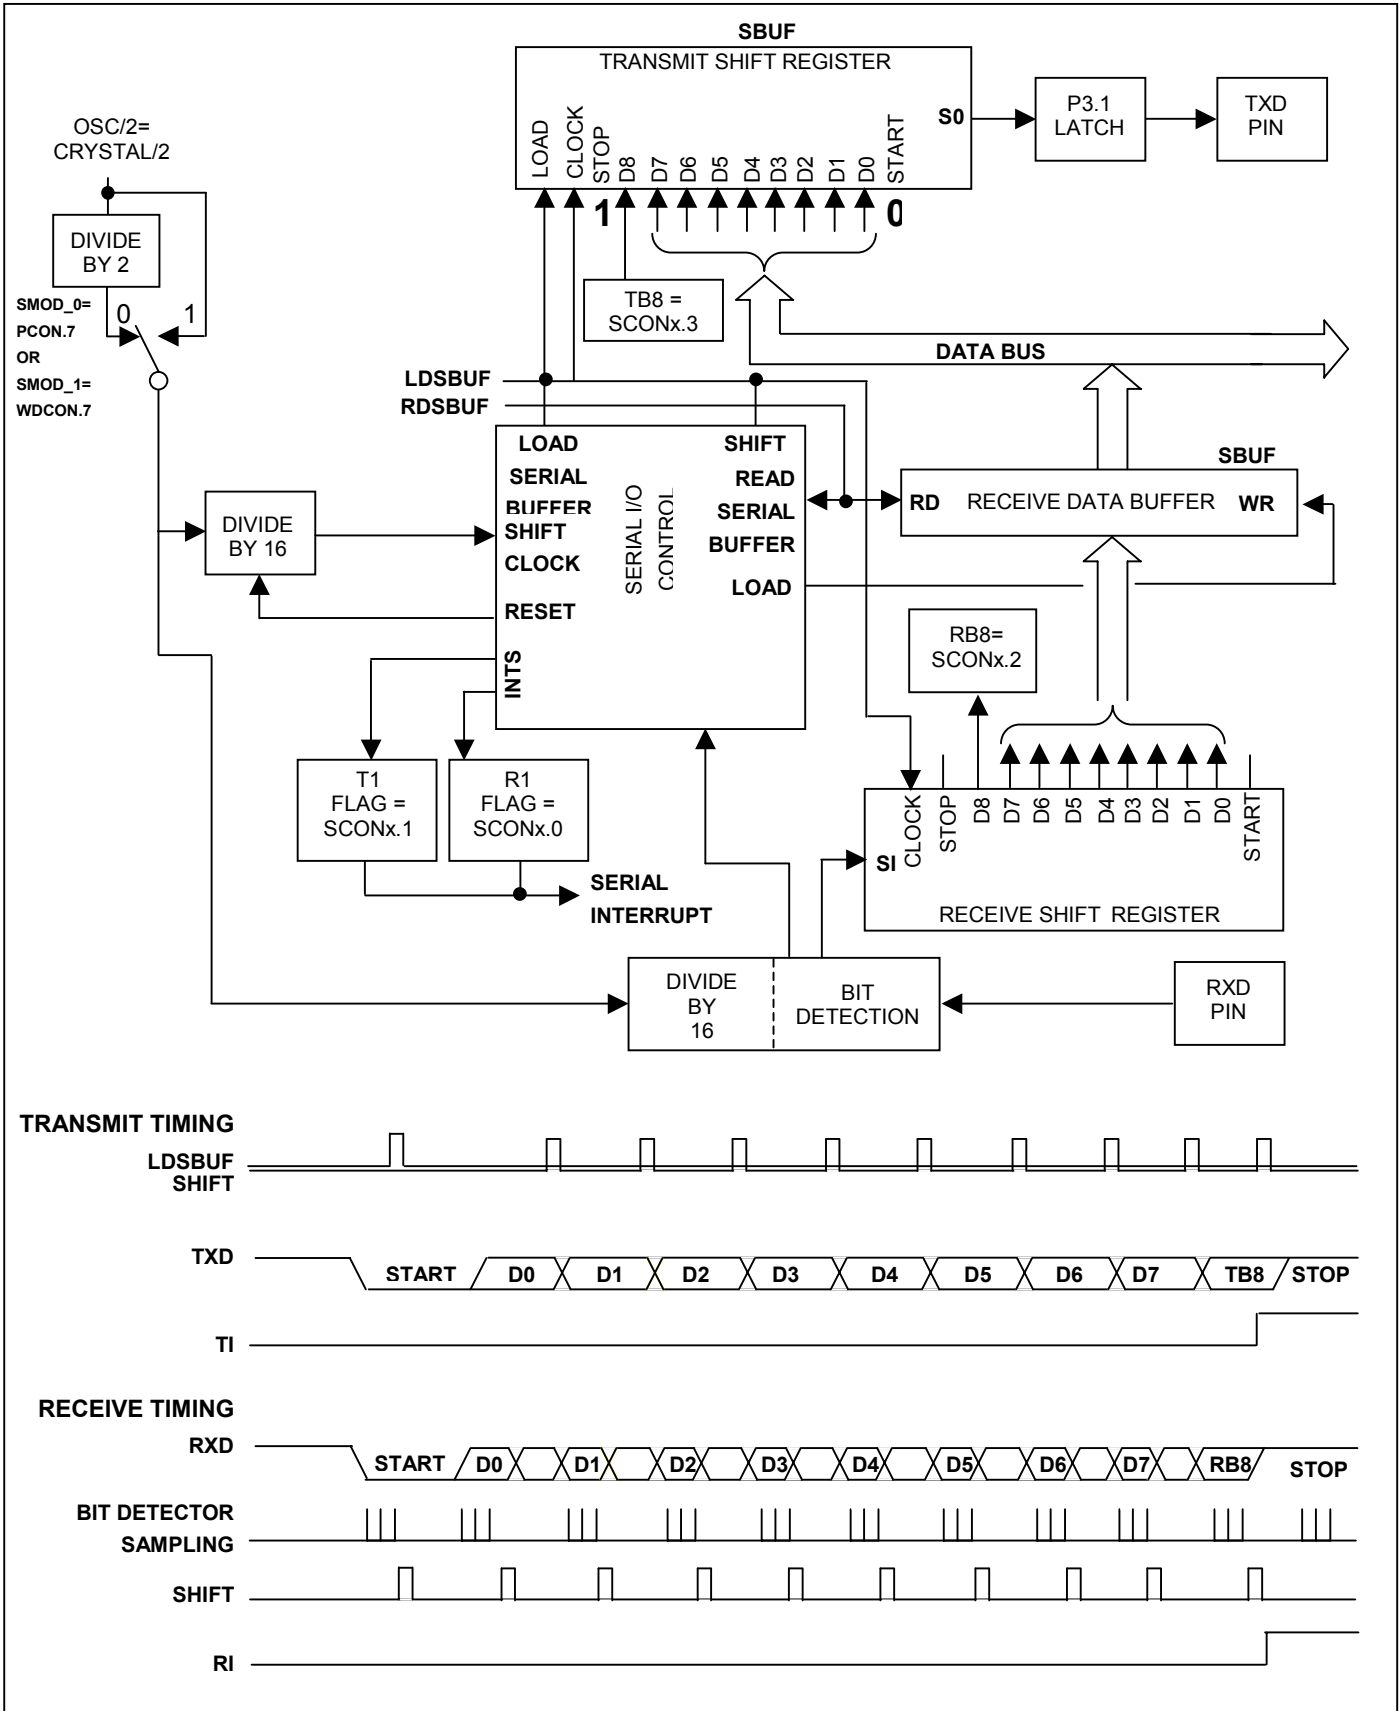 SBUF
TRANSMIT SHIFT REGISTER
LOAD
CLOCK
STOP
D8
D7
D6
D5
D4
D3
D2
D1
D0
START
S0
P3.1
LATCH
TXD
PIN
1
0
OSC/2=
CRYSTAL/2
DIVIDE
BY 2
SMOD_0=
PCON.7
OR
SMOD_1=
WDCON.7
0
1
TB8 =
SCONx.3
DATA BUS
LDSBUF
RDSBUF
LOAD
SERIAL
BUFFER
SHIFT
CLOCK
RESET
INTS
SERIAL I/O
CONTROL
SHIFT
READ
SERIAL
BUFFER
LOAD
DIVIDE
BY 16
SBUF
RD
RECEIVE DATA BUFFER
WR
RB8=
SCONx.2
T1
FLAG =
SCONx.1
R1
FLAG =
SCONx.0
SERIAL
INTERRUPT
CLOCK
STOP
D8
D7
D6
D5
D4
D3
D2
D1
D0
START
SI
RECEIVE SHIFT REGISTER
DIVIDE
BY
16
BIT
DETECTION
RXD
PIN
TRANSMIT TIMING
LDSBUF
SHIFT
TXD
START D0 D1 D2 D3 D4 D5 D6 D7 TB8 STOP
TI
RECEIVE TIMING
RXD
START D0 D1 D2 D3 D4 D5 D6 D7 RB8 STOP
BIT DETECTOR
SAMPLING
SHIFT
RI